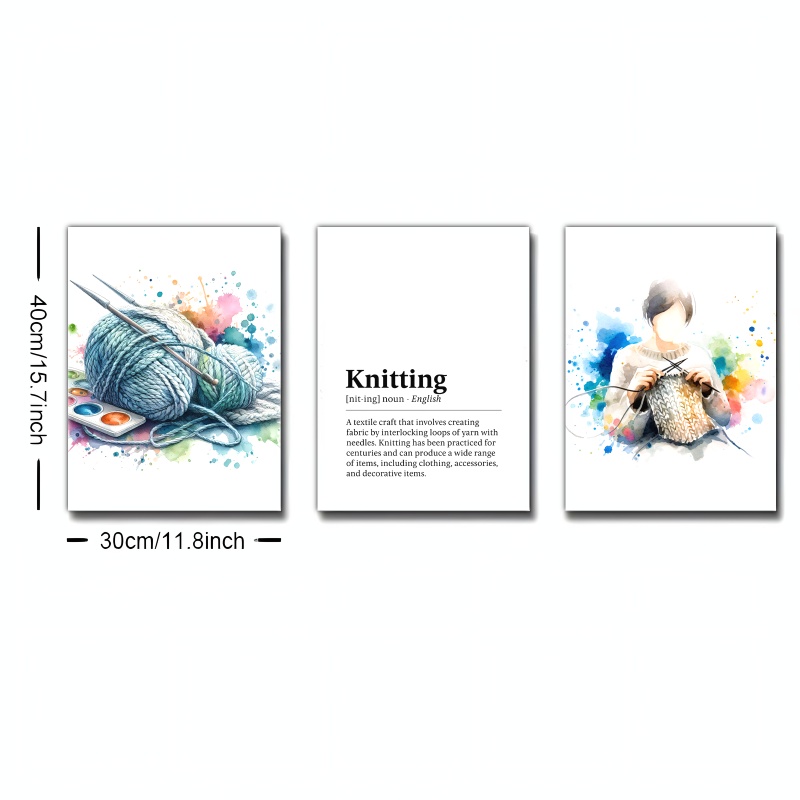 40cm/15.7inch
30cm/11.8inch
Knitting
[nit·ing] noun · English
A textile craft that involves creating
fabric by interlocking loops of yarn with
needles. Knitting has been practiced for
centuries and can produce a wide range
of items, including clothing, accessories,
and decorative items.